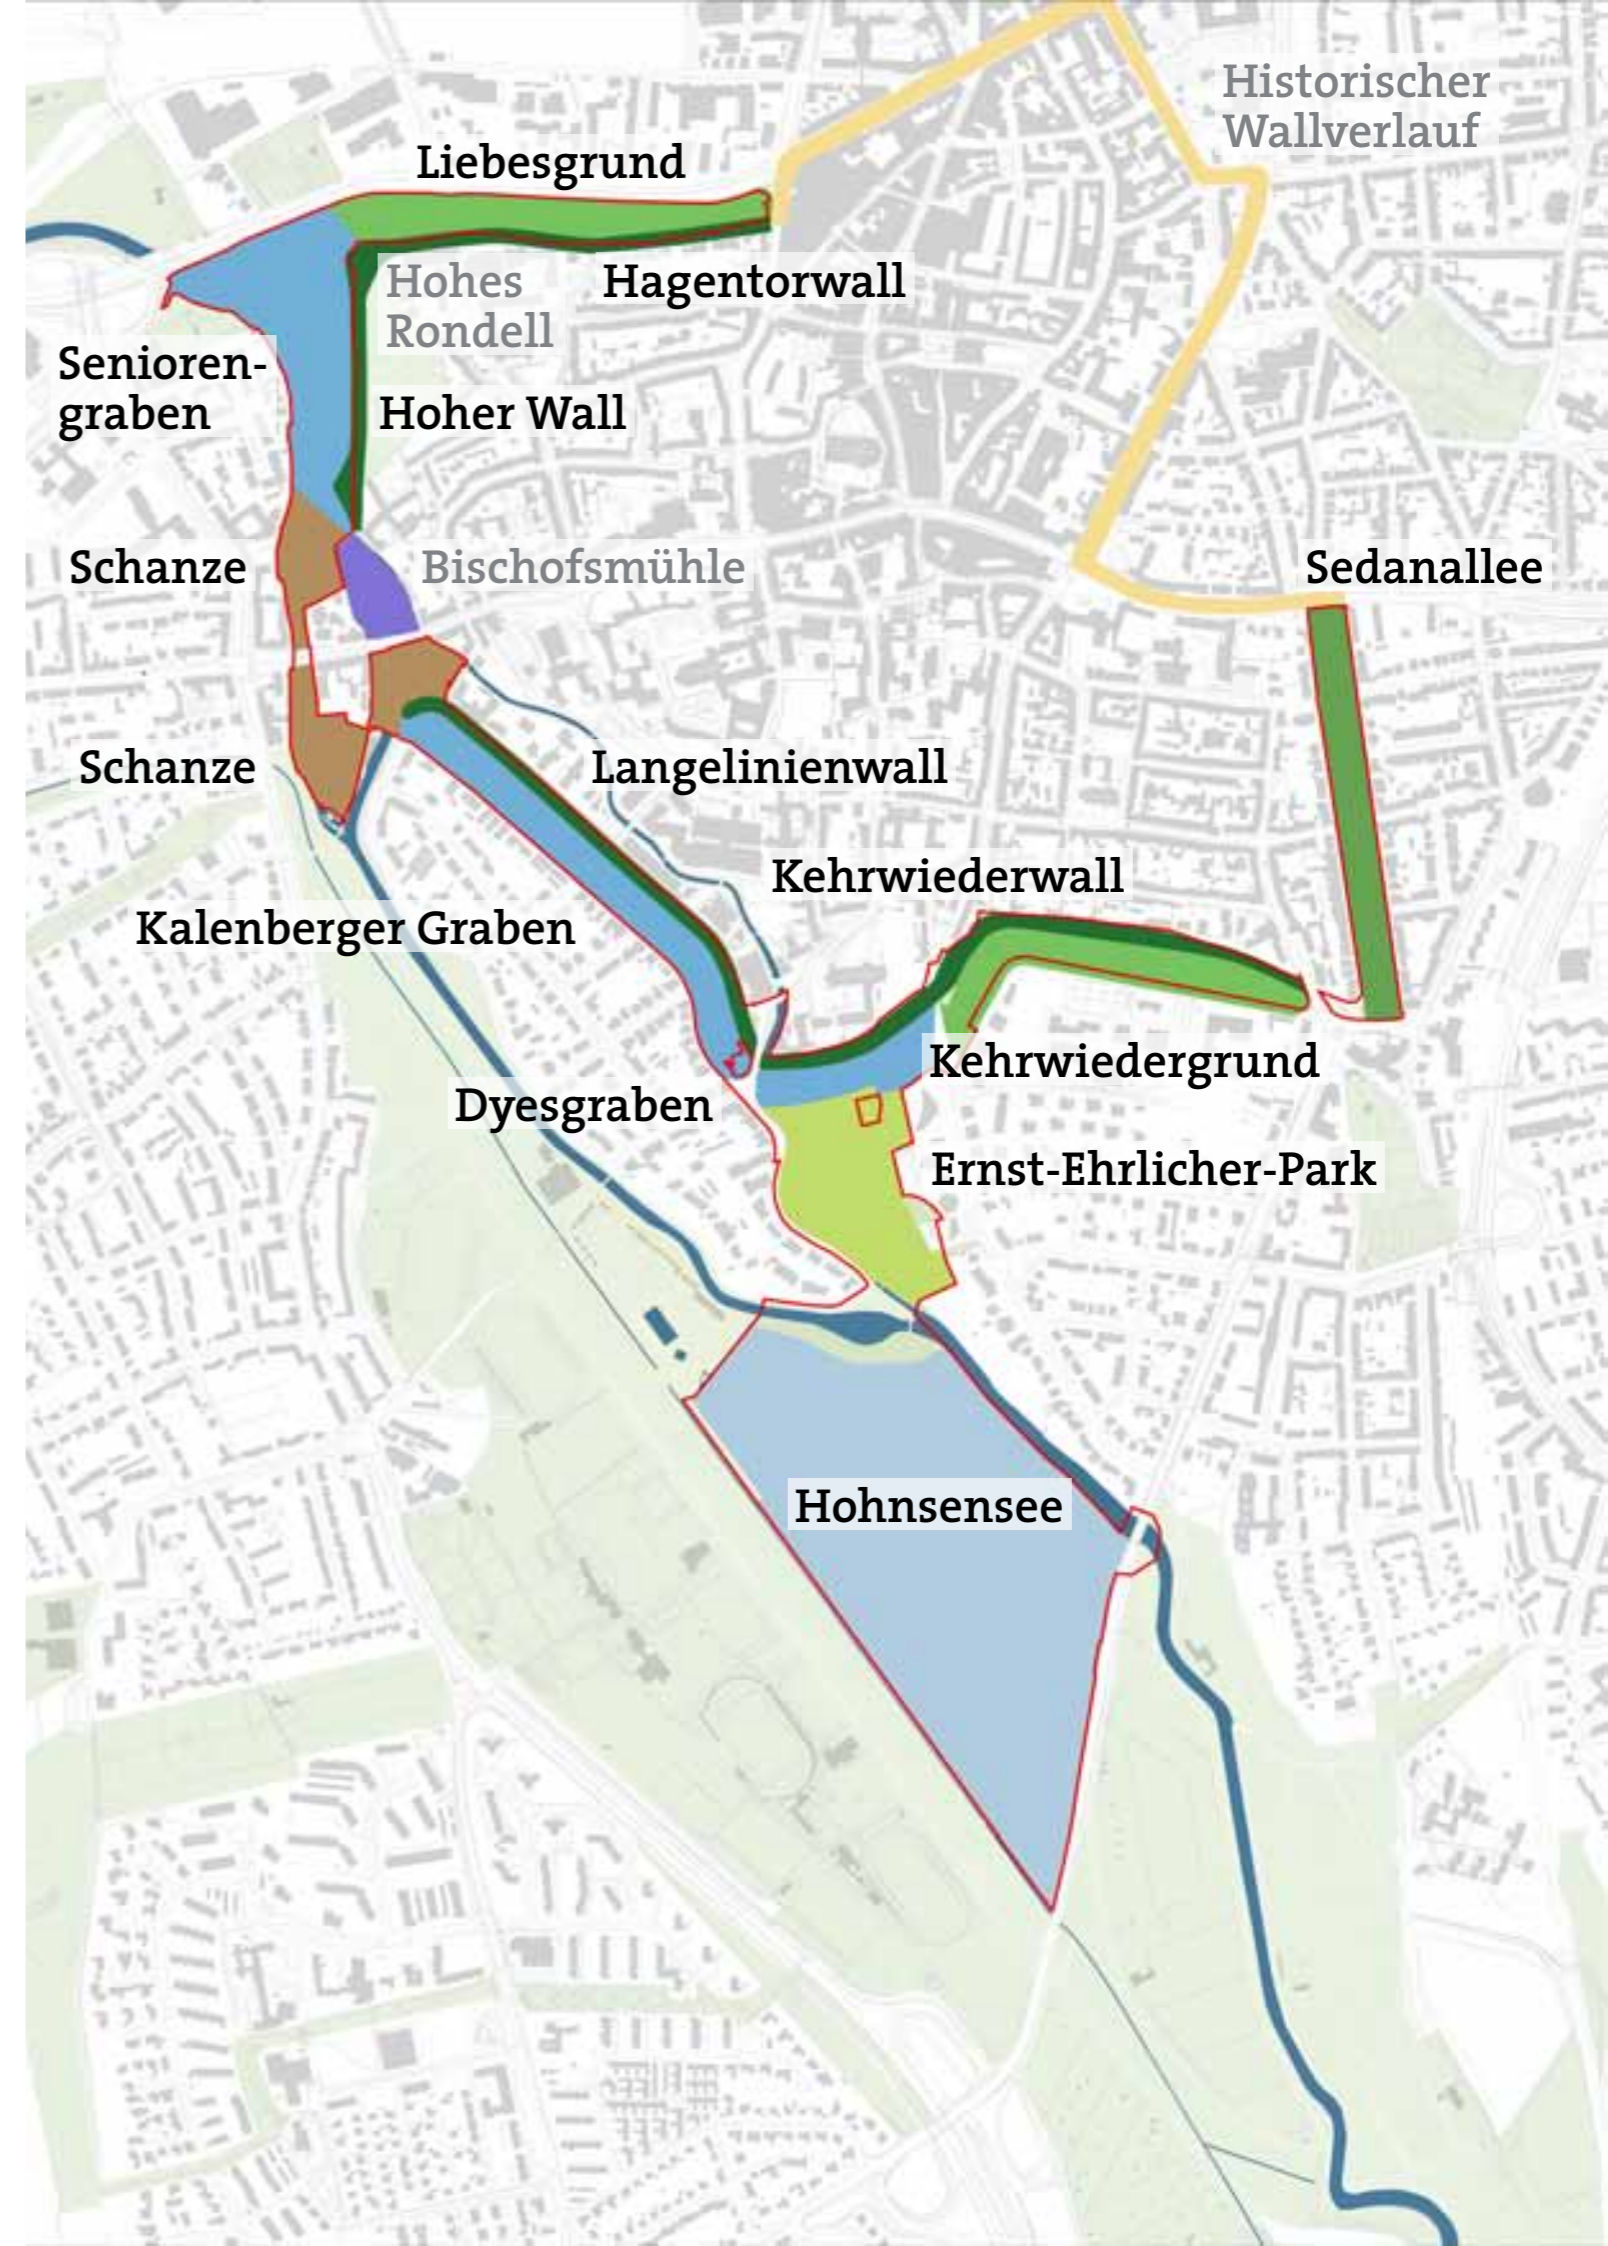 Historischer
Wallverlauf
Liebesgrund
Hohes
Rondell
Hagentorwall
Senioren-
graben
Hoher Wall
Schanze
Bischofsmühle
Sedanallee
Schanze
Langelinienwall
Kehrwiederwall
Kalenberger Graben
Kehrwiedergrund
Dyesgraben
Ernst-Ehrlicher-Park
Hohnsensee